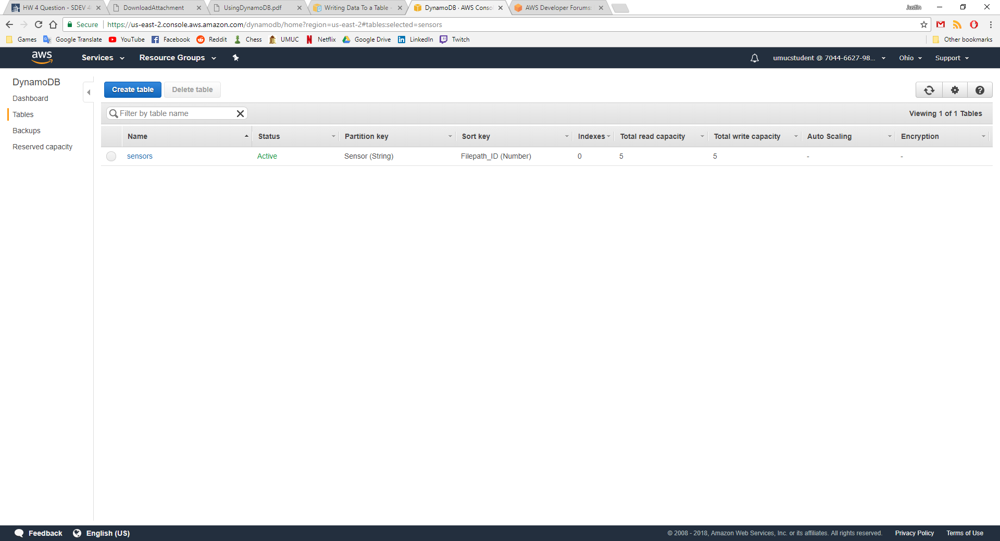 HW 4 Question - SDEV 4
DownloadAttachment
UsingDynamoDB.pdf
Writing Data To a Table -
DynamoDB · AWS Conso
AWS Developer Forums:
Justin
Secure
https://us-east-2.console.aws.amazon.com/dynamodb/home?region=us-east-2#tables:selected=sensors
Games Google Translate YouTube Facebook Reddit Chess UMUC Netflix Google Drive LinkedIn Twitch Other bookmarks
aws Services Resource Groups umucstudent @ 7044-6627-98... Ohio Support
DynamoDB
Dashboard
Tables
Backups
Reserved capacity
Create table Delete table
Filter by table name Viewing 1 of 1 Tables
Name Status Partition key Sort key Indexes Total read capacity Total write capacity Auto Scaling Encryption
sensors Active Sensor (String) Filepath_ID (Number) 0 5 5 - -
Feedback English (US) © 2008 - 2018, Amazon Web Services, Inc. or its affiliates. All rights reserved. Privacy Policy Terms of Use